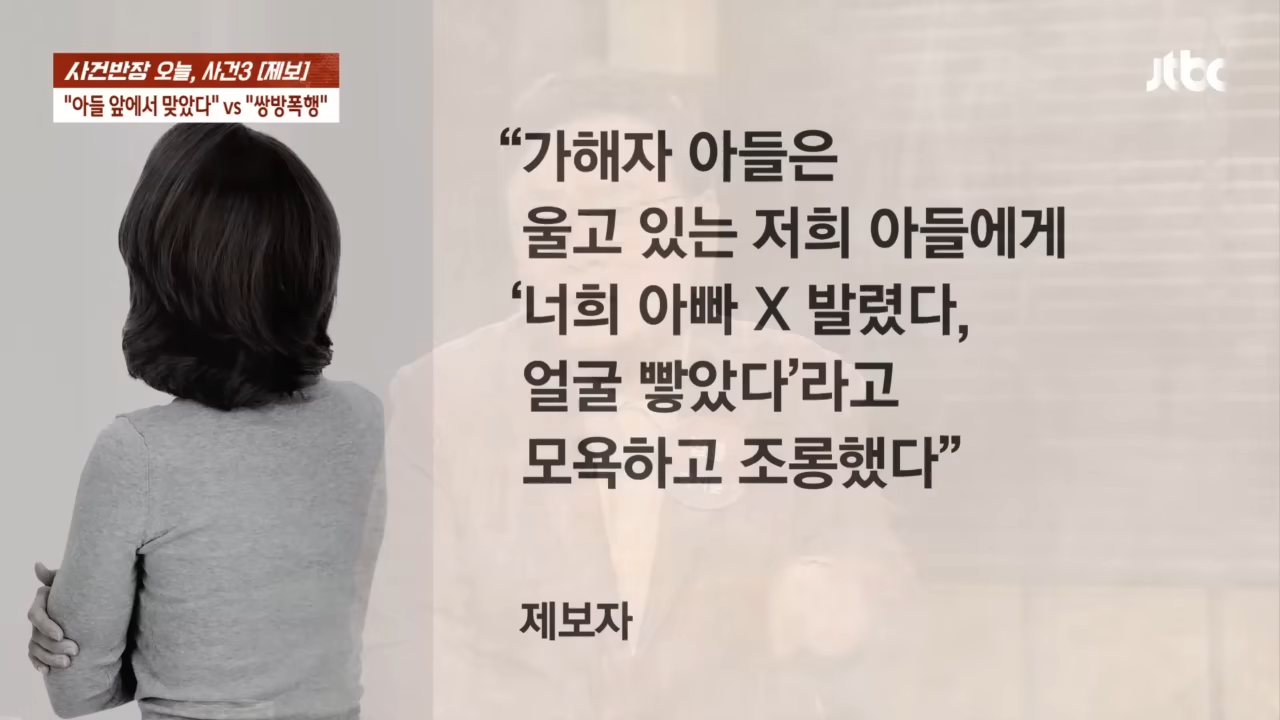 사건반장 오늘, 사건3 [제보]
"아들 앞에서 맞았다" vs "쌍방폭행"
jtbc
“가해자 아들은
울고 있는 저희 아들에게
‘너희 아빠 X 발렸다,
얼굴 빻았다’라고
모욕하고 조롱했다”
제보자